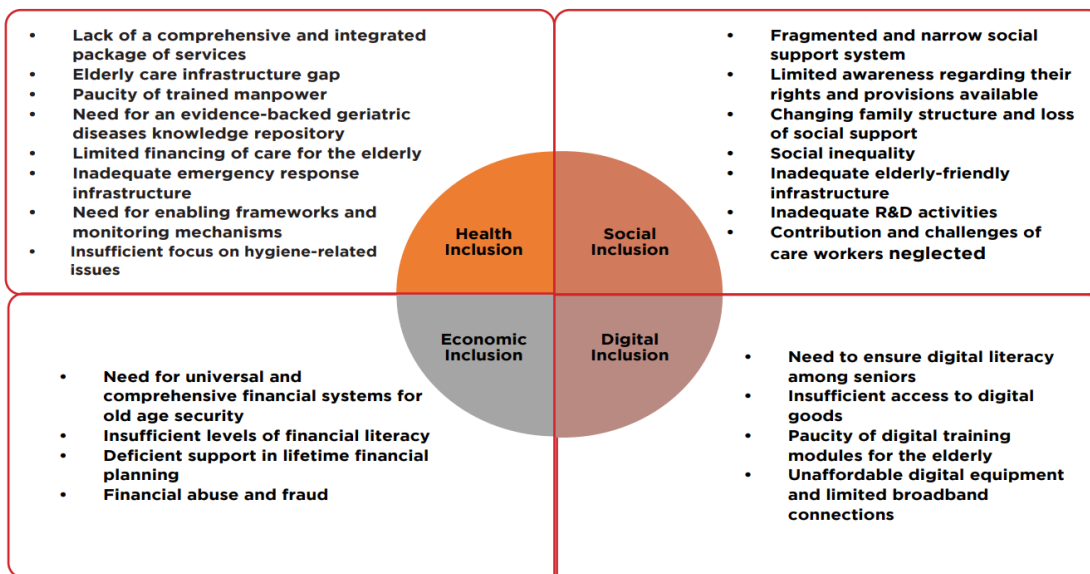 • Lack of a comprehensive and integrated
package of services
• Elderly care infrastructure gap
• Paucity of trained manpower
• Need for an evidence-backed geriatric
diseases knowledge repository
• Limited financing of care for the elderly
• Inadequate emergency response
infrastructure
• Need for enabling frameworks and
monitoring mechanisms
• Insufficient focus on hygiene-related
issues
• Fragmented and narrow social
support system
• Limited awareness regarding their
rights and provisions available
• Changing family structure and loss
of social support
• Social inequality
• Inadequate elderly-friendly
infrastructure
• Inadequate R&D activities
• Contribution and challenges of
care workers neglected
Health
Inclusion
Social
Inclusion
Economic
Inclusion
Digital
Inclusion
• Need for universal and
comprehensive financial systems for
old age security
• Insufficient levels of financial literacy
• Deficient support in lifetime financial
planning
• Financial abuse and fraud
• Need to ensure digital literacy
among seniors
• Insufficient access to digital
goods
• Paucity of digital training
modules for the elderly
• Unaffordable digital equipment
and limited broadband
connections